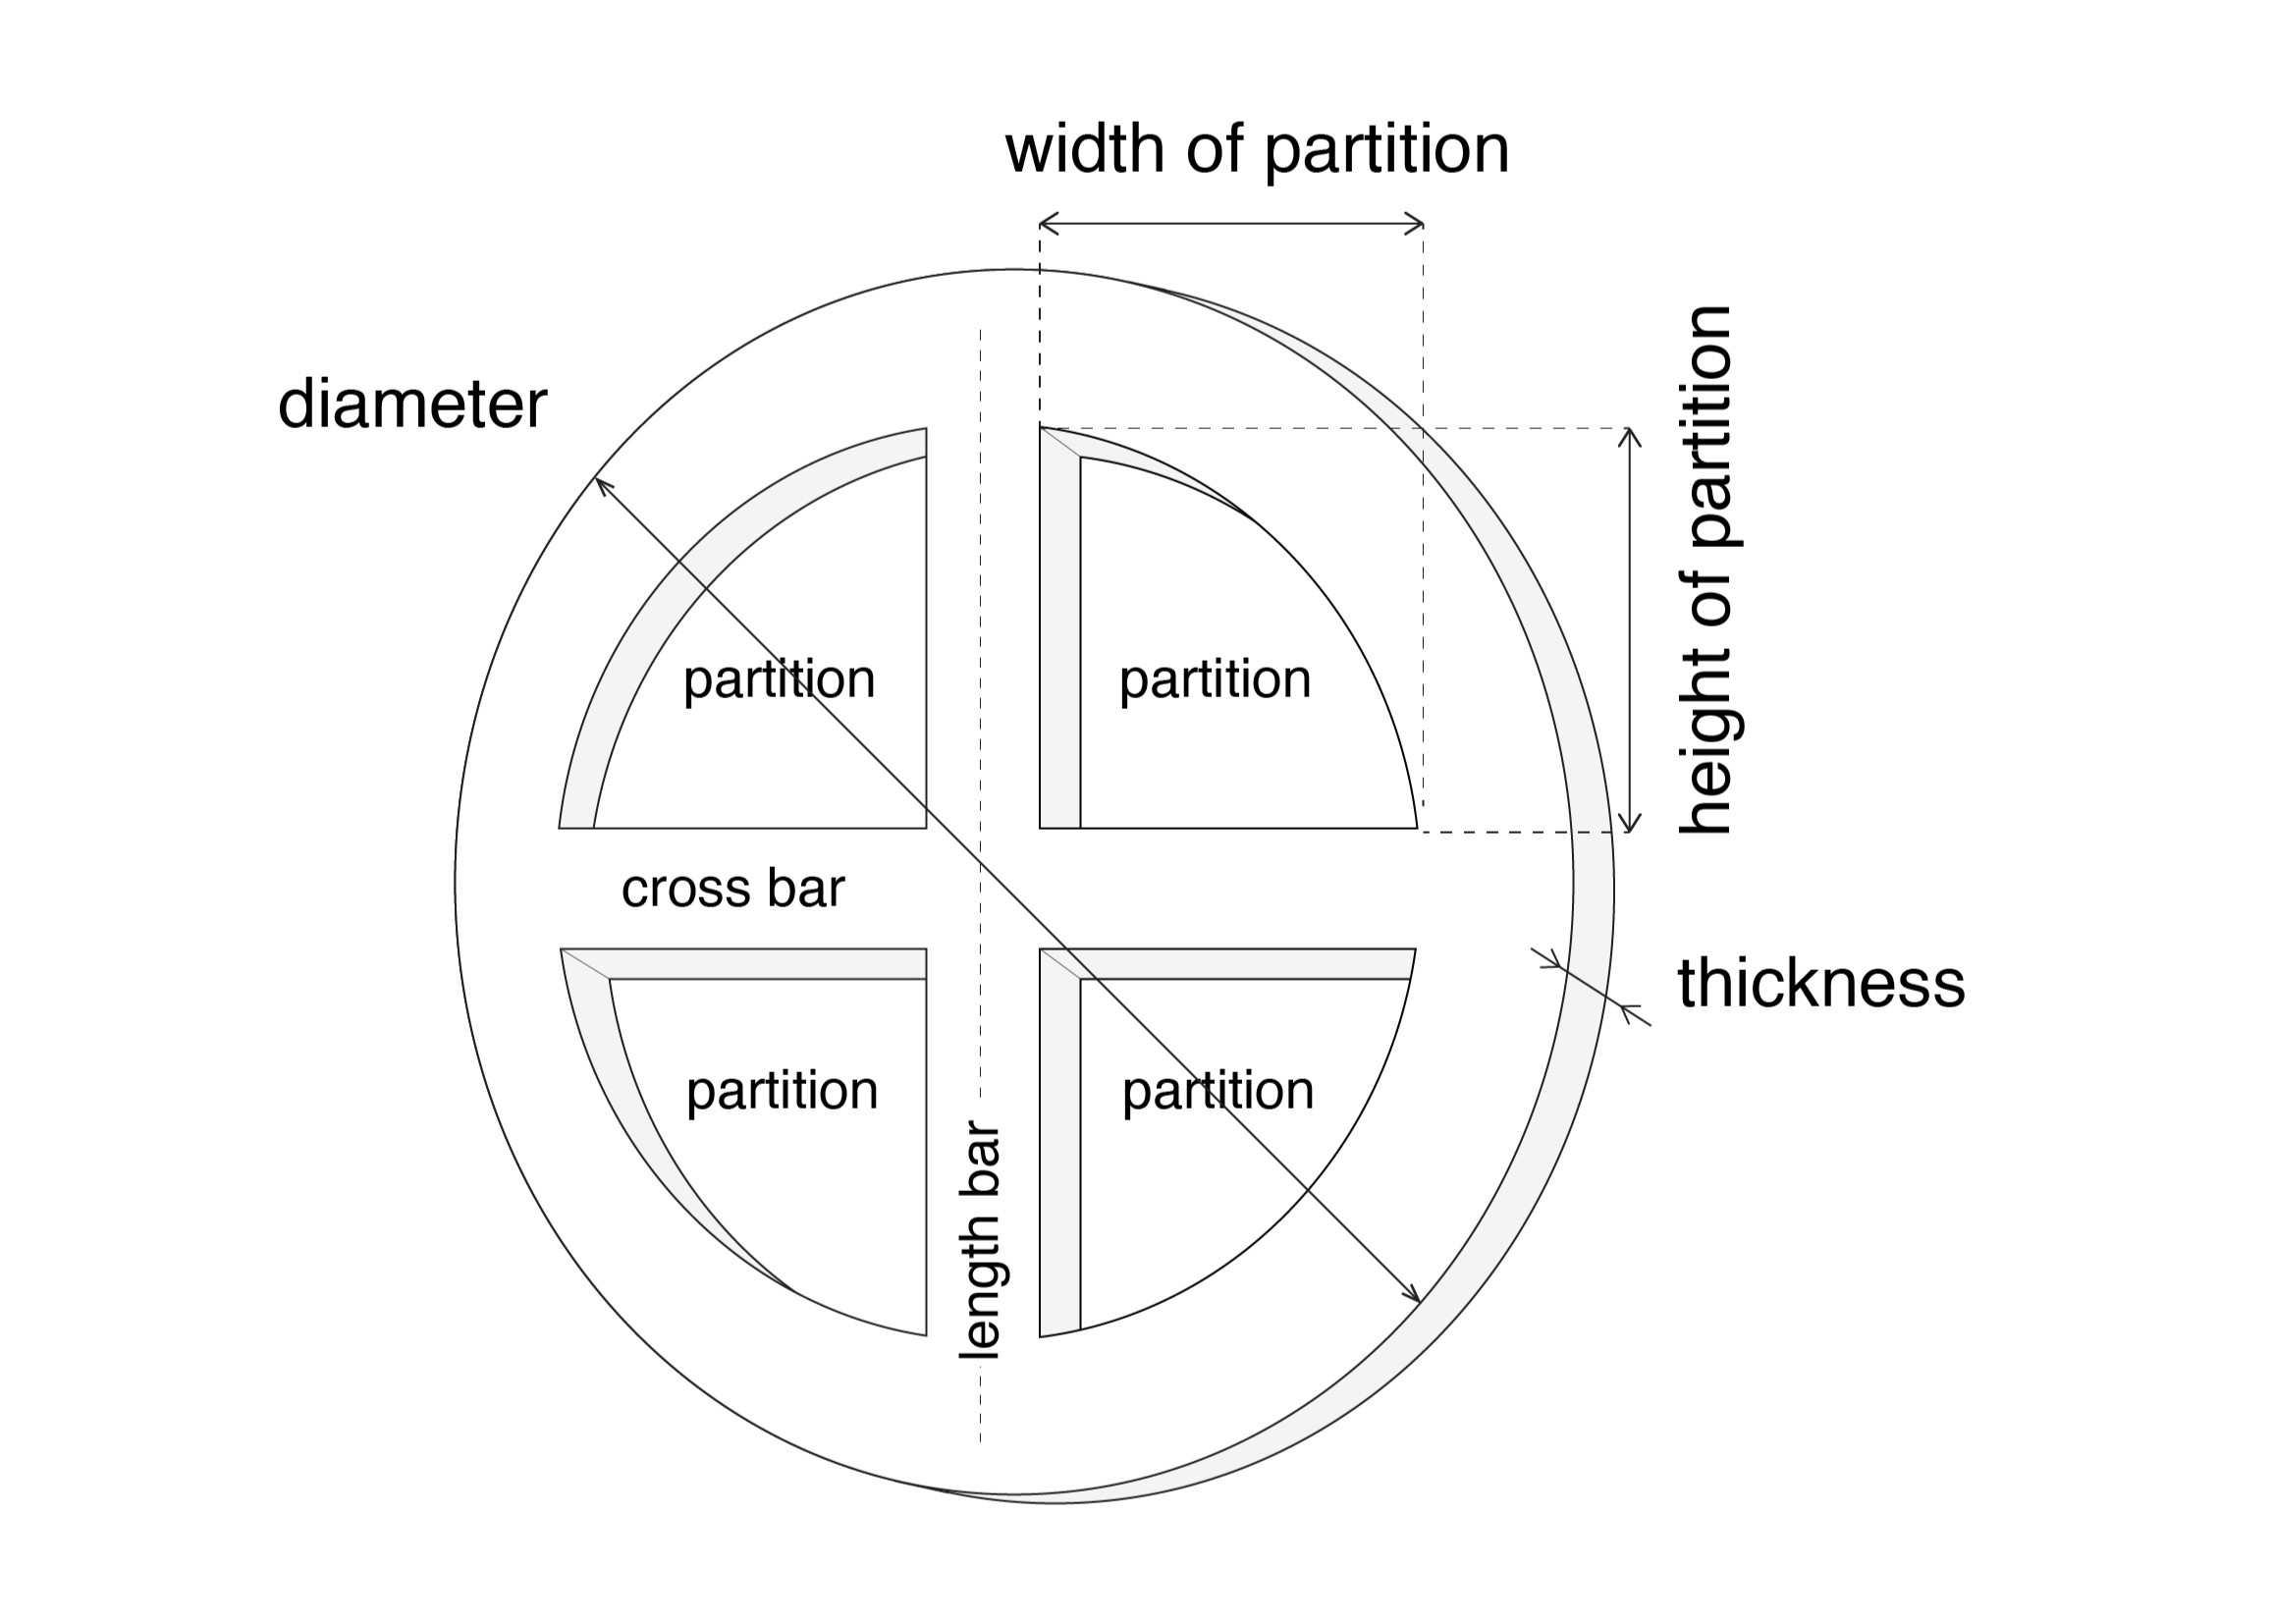 width of partition
diameter
height of partition
partition
partition
cross bar
thickness
partition
partition
length bar